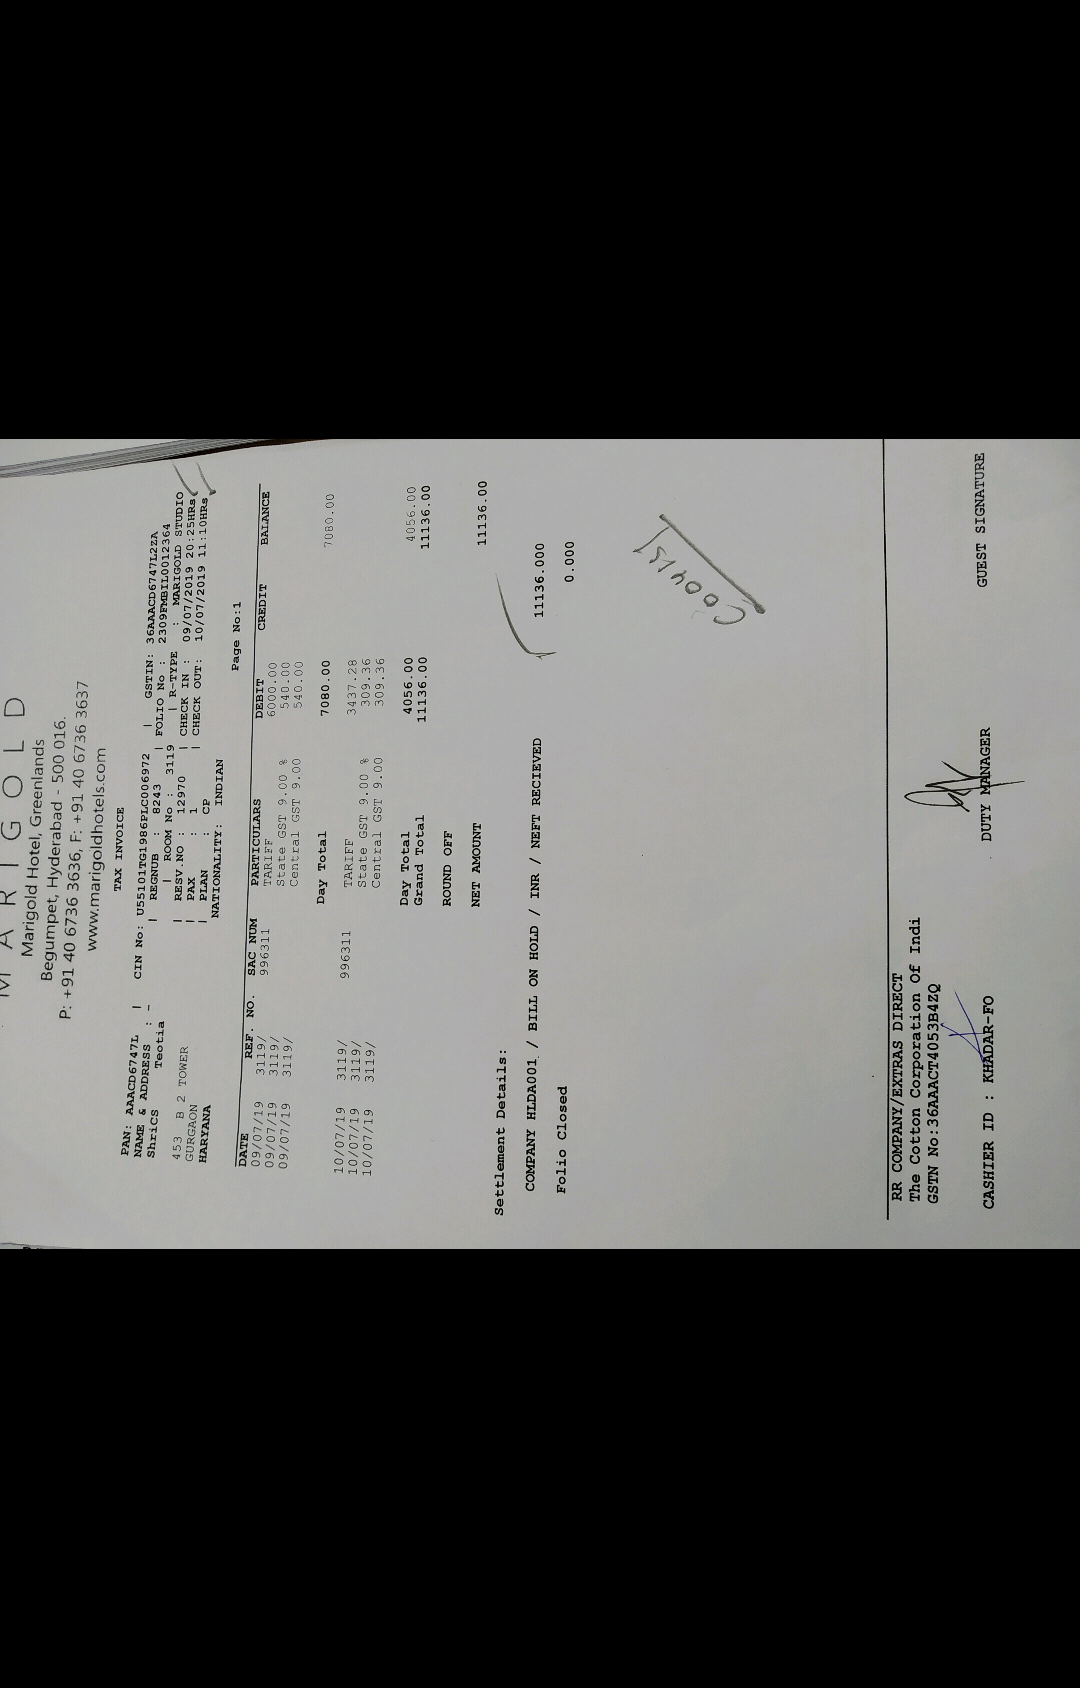 MARIGOLD
Marigold Hotel, Greenlands
Begumpet, Hyderabad - 500 016.
P: +91 40 6736 3636, F: +91 40 6736 3637
www.marigoldhotels.com
TAX INVOICE
PAN: AAACD6747L | CIN No: U55101TG1986PLC006972 | GSTIN: 36AAACD6747L2ZA
NAME & ADDRESS : - | REGNUB : 8243 | FOLIO No : 2309FMBIL0012364
ShriCS Teotia | ROOM No : 3119 | R-TYPE : MARIGOLD STUDIO
| RESV.NO : 12970 | CHECK IN : 09/07/2019 20:25HRs
453 B 2 TOWER | PAX : 1 | CHECK OUT: 10/07/2019 11:10HRs
GURGAON | PLAN : CP
HARYANA NATIONALITY: INDIAN
Page No:1
DATE REF. NO. SAC NUM PARTICULARS DEBIT CREDIT BALANCE
09/07/19 3119/ 996311 TARIFF 6000.00
09/07/19 3119/ State GST 9.00 % 540.00
09/07/19 3119/ Central GST 9.00 540.00
Day Total 7080.00 7080.00
10/07/19 3119/ 996311 TARIFF 3437.28
10/07/19 3119/ State GST 9.00 % 309.36
10/07/19 3119/ Central GST 9.00 309.36
Day Total 4056.00 4056.00
Grand Total 11136.00 11136.00
ROUND OFF
NET AMOUNT 11136.00
Settlement Details:
COMPANY HLDA001 / BILL ON HOLD / INR / NEFT RECIEVED 11136.000
Folio Closed 0.000
RR COMPANY/EXTRAS DIRECT
The Cotton Corporation Of Indi
GSTN No:36AAACT4053B4ZQ
CASHIER ID : KHADAR-FO DUTY MANAGER GUEST SIGNATURE